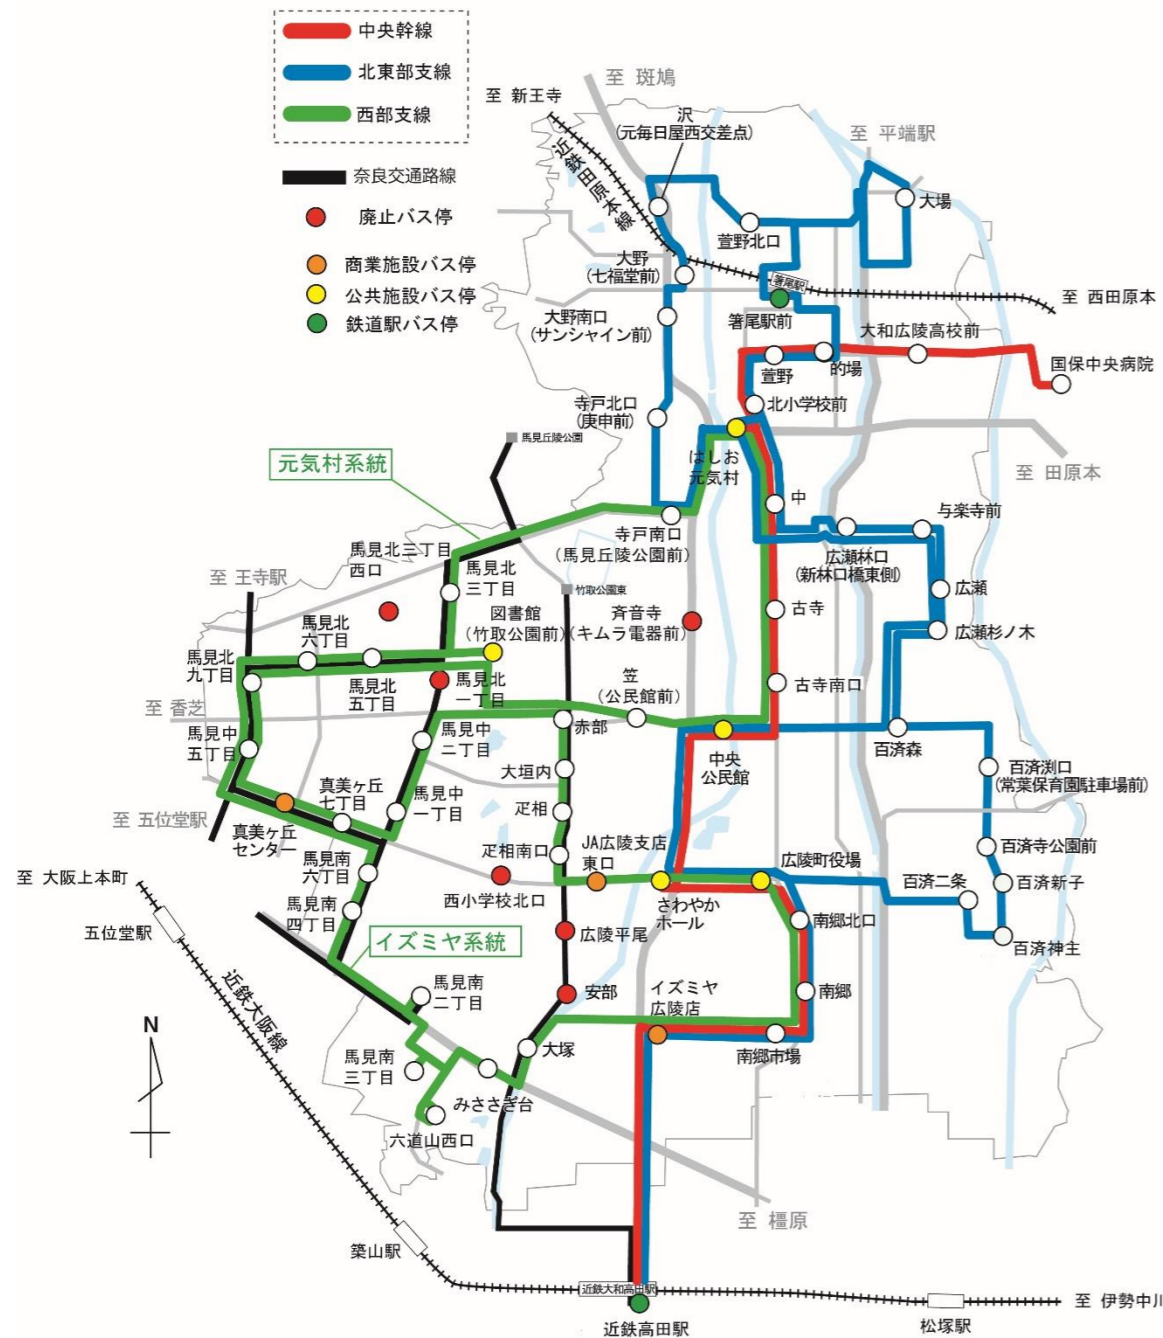 中央幹線
北東部支線
西部支線
奈良交通路線
廃止バス停
商業施設バス停
公共施設バス停
鉄道駅バス停
至 斑鳩
至 新王寺
近鉄田原本線
沢
(元毎日屋西交差点)
至 平端駅
大場
萱野北口
大野
(七福堂前)
箸尾駅
至 西田原本
大野南口
(サンシャイン前)
箸尾駅前
大和広陵高校前
萱野
的場
国保中央病院
寺戸北口
(庚申前)
北小学校前
馬見丘陵公園
はしお
元気村
至 田原本
元気村系統
中
与楽寺前
寺戸南口
(馬見丘陵公園前)
広瀬林口
(新林口橋東側)
馬見北三丁目
西口
馬見北
三丁目
至 王寺駅
竹取公園東
広瀬
図書館
(竹取公園前)
斉音寺
(キムラ電器前)
古寺
馬見北
六丁目
広瀬杉ノ木
馬見北
九丁目
馬見北
五丁目
馬見北
一丁目
笠
(公民館前)
古寺南口
至 香芝
赤部
馬見中
五丁目
馬見中
二丁目
中央
公民館
百済森
大垣内
百済渕口
(常葉保育園駐車場前)
真美ヶ丘
七丁目
馬見中
一丁目
疋相
至 五位堂駅
真美ヶ丘
センター
疋相南口
JA広陵支店
東口
広陵町役場
百済寺公園前
馬見南
六丁目
至 大阪上本町
西小学校北口
さわやか
ホール
百済二条
百済新子
馬見南
四丁目
南郷北口
五位堂駅
イズミヤ系統
広陵平尾
百済神主
馬見南
二丁目
安部
イズミヤ
広陵店
南郷
近鉄大阪線
N
馬見南
三丁目
大塚
南郷市場
みささぎ台
六道山西口
至 橿原
築山駅
近鉄大和高田駅
至 伊勢中川
近鉄高田駅
松塚駅